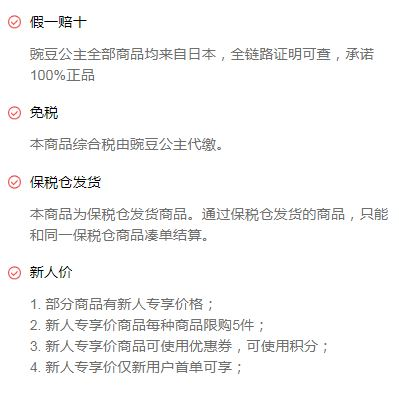 假一赔十
豌豆公主全部商品均来自日本，全链路证明可查，承诺
100%正品
免税
本商品综合税由豌豆公主代缴。
保税仓发货
本商品为保税仓发货商品。通过保税仓发货的商品，只能
和同一保税仓商品凑单结算。
新人价
1. 部分商品有新人专享价格；
2. 新人专享价商品每种商品限购5件；
3. 新人专享价商品可使用优惠券，可使用积分；
4. 新人专享价仅新用户首单可享；